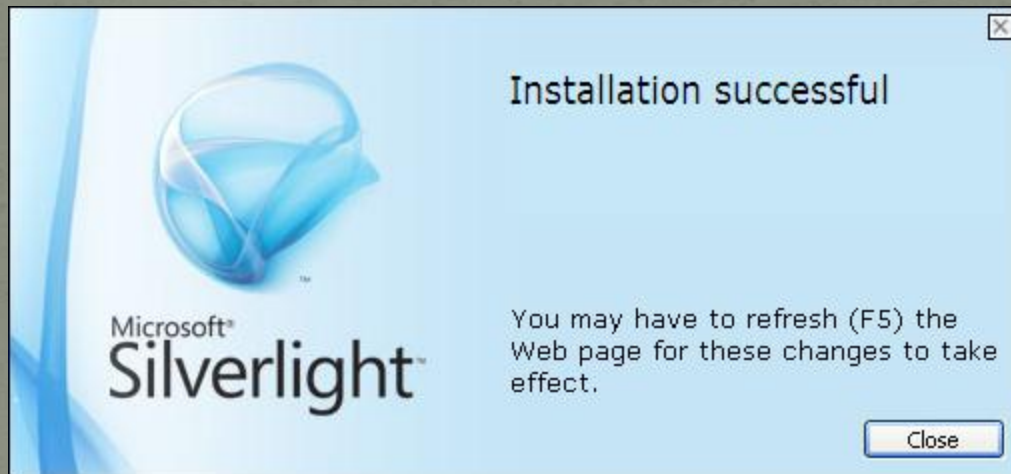 Installation successful
Microsoft®
Silverlight™
™
You may have to refresh (F5) the
Web page for these changes to take
effect.
Close